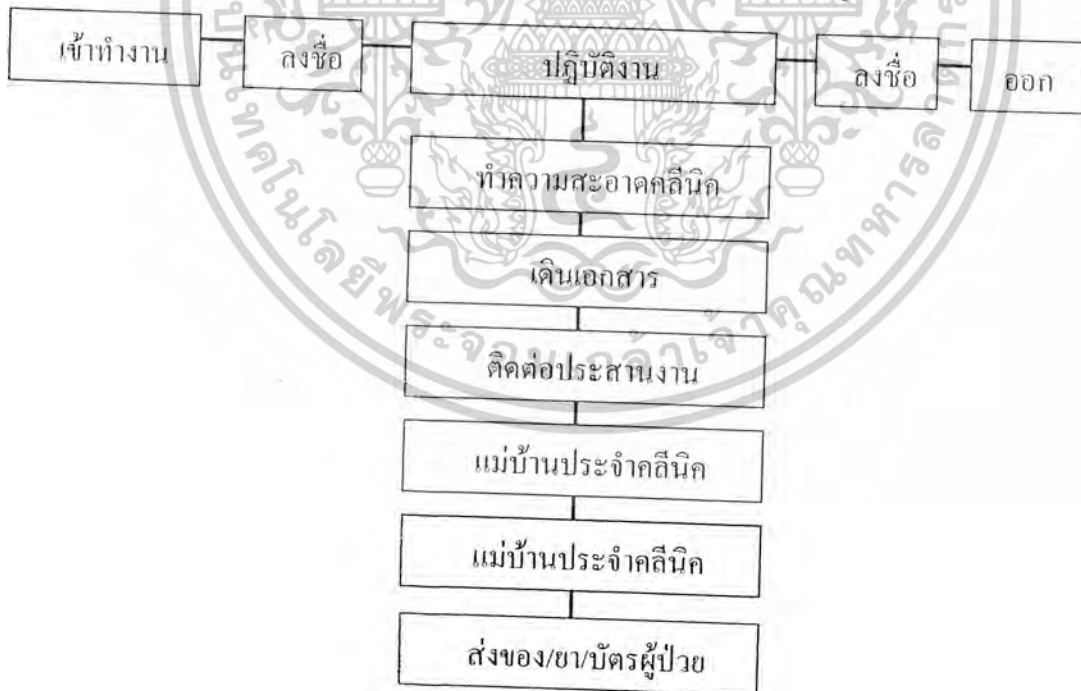 เข้าทำงาน ลงชื่อ ปฎิบัติงาน ลงชื่อ ออก
ทำความสะอาดคลีนิค
เดินเอกสาร
ติดต่อประสานงาน
แม่บ้านประจำคลีนิค
แม่บ้านประจำคลีนิค
ส่งของ/ยา/บัตรผู้ป่วย